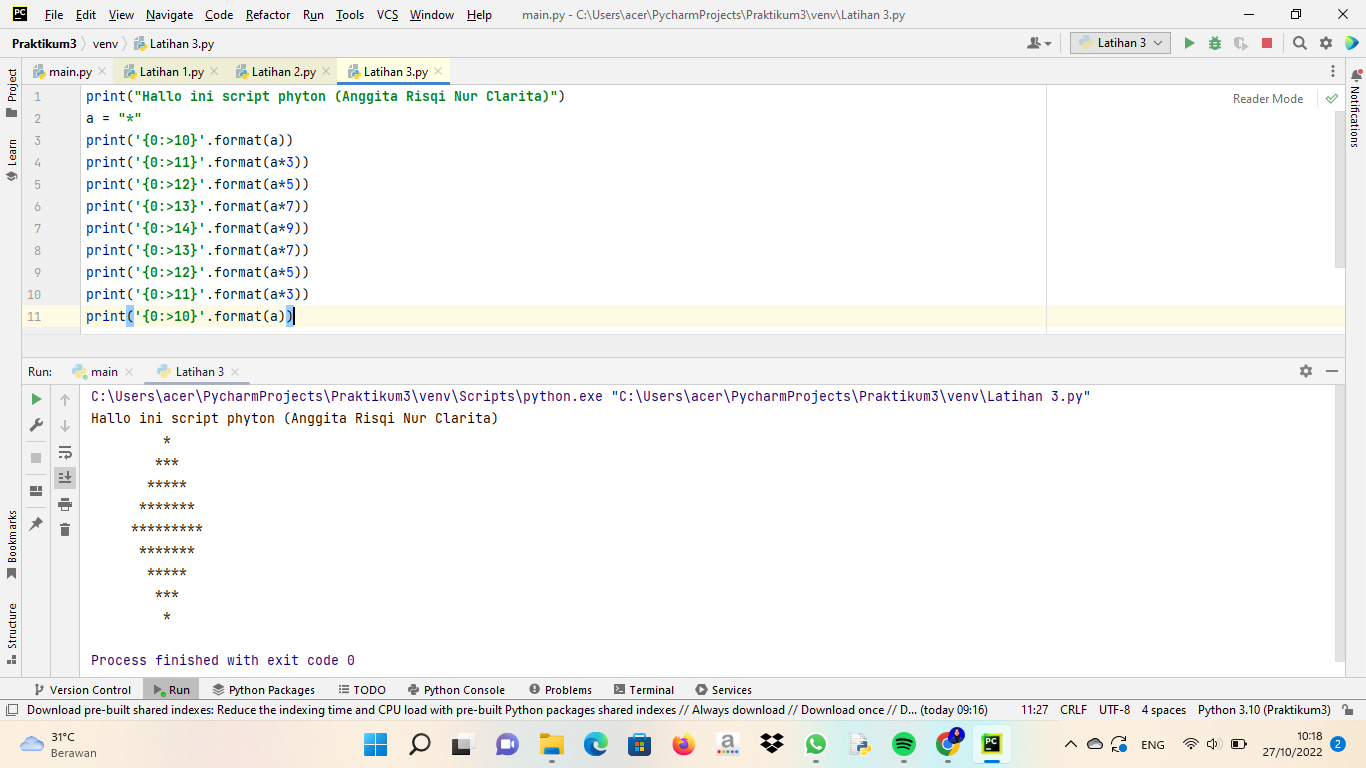 PC File Edit View Navigate Code Refactor Run Tools VCS Window Help main.py - C:\Users\acer\PycharmProjects\Praktikum3\venv\Latihan 3.py
Praktikum3 venv Latihan 3.py Latihan 3
main.py Latihan 1.py Latihan 2.py Latihan 3.py
Project
Learn
Bookmarks
Structure
Notifications
Reader Mode
1 print("Hallo ini script phyton (Anggita Risqi Nur Clarita)")
2 a = "*"
3 print('{0:>10}'.format(a))
4 print('{0:>11}'.format(a*3))
5 print('{0:>12}'.format(a*5))
6 print('{0:>13}'.format(a*7))
7 print('{0:>14}'.format(a*9))
8 print('{0:>13}'.format(a*7))
9 print('{0:>12}'.format(a*5))
10 print('{0:>11}'.format(a*3))
11 print('{0:>10}'.format(a))
Run: main Latihan 3
C:\Users\acer\PycharmProjects\Praktikum3\venv\Scripts\python.exe "C:\Users\acer\PycharmProjects\Praktikum3\venv\Latihan 3.py"
Hallo ini script phyton (Anggita Risqi Nur Clarita)
         *
        ***
       *****
      *******
     *********
      *******
       *****
        ***
         *
Process finished with exit code 0
Version Control Run Python Packages TODO Python Console Problems Terminal Services
Download pre-built shared indexes: Reduce the indexing time and CPU load with pre-built Python packages shared indexes // Always download // Download once // D... (today 09:16) 11:27 CRLF UTF-8 4 spaces Python 3.10 (Praktikum3)
31°C
Berawan
a
PC
ENG
10:18
27/10/2022
2